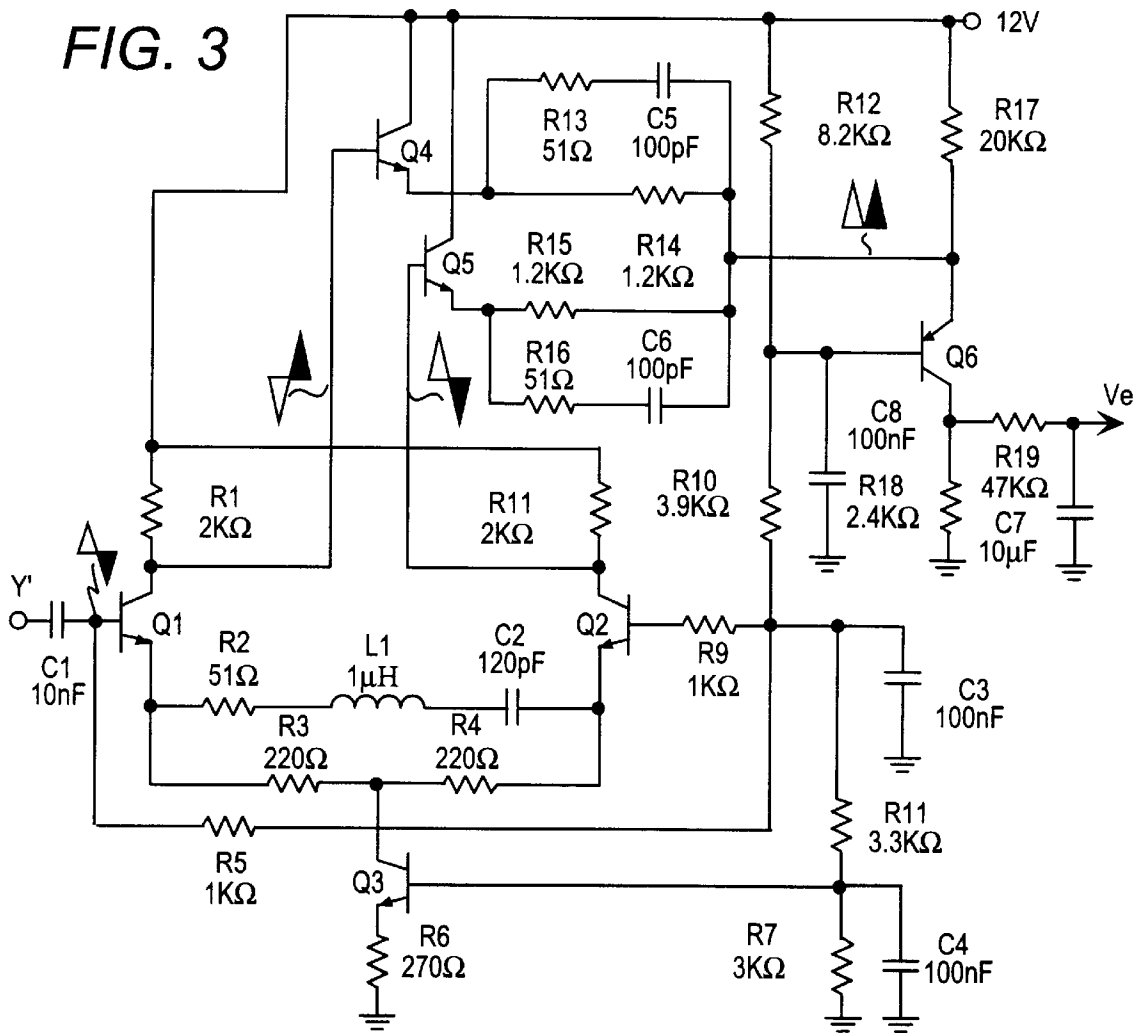 FIG. 3
12V
R13
51Ω
C5
100pF
R12
8.2KΩ
R17
20KΩ
Q4
Q5
R15
1.2KΩ
R14
1.2KΩ
R16
51Ω
C6
100pF
Q6
Ve
C8
100nF
R19
47KΩ
R1
2KΩ
R11
2KΩ
R10
3.9KΩ
R18
2.4KΩ
C7
10µF
Y'
C1
10nF
Q1
R2
51Ω
L1
1µH
C2
120pF
Q2
R9
1KΩ
C3
100nF
R3
220Ω
R4
220Ω
R5
1KΩ
R11
3.3KΩ
Q3
R6
270Ω
R7
3KΩ
C4
100nF